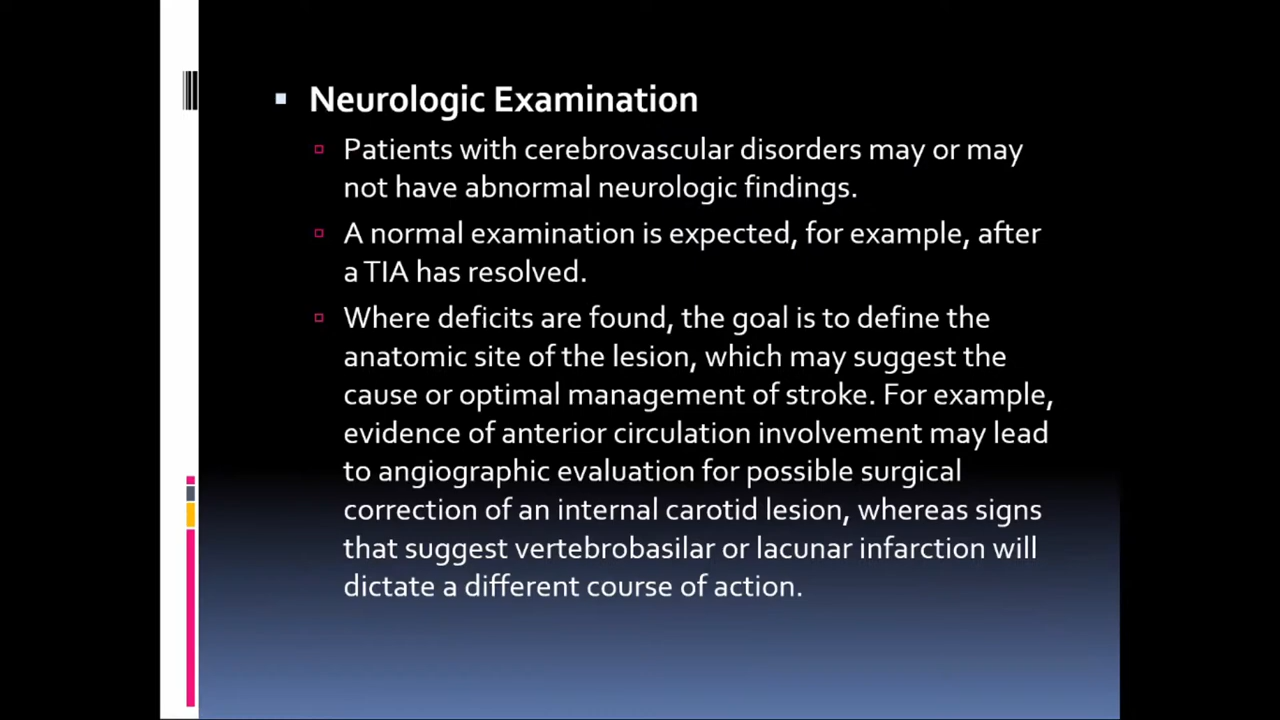 Neurologic Examination
Patients with cerebrovascular disorders may or may
not have abnormal neurologic findings.
A normal examination is expected, for example, after
a TIA has resolved.
Where deficits are found, the goal is to define the
anatomic site of the lesion, which may suggest the
cause or optimal management of stroke. For example,
evidence of anterior circulation involvement may lead
to angiographic evaluation for possible surgical
correction of an internal carotid lesion, whereas signs
that suggest vertebrobasilar or lacunar infarction will
dictate a different course of action.